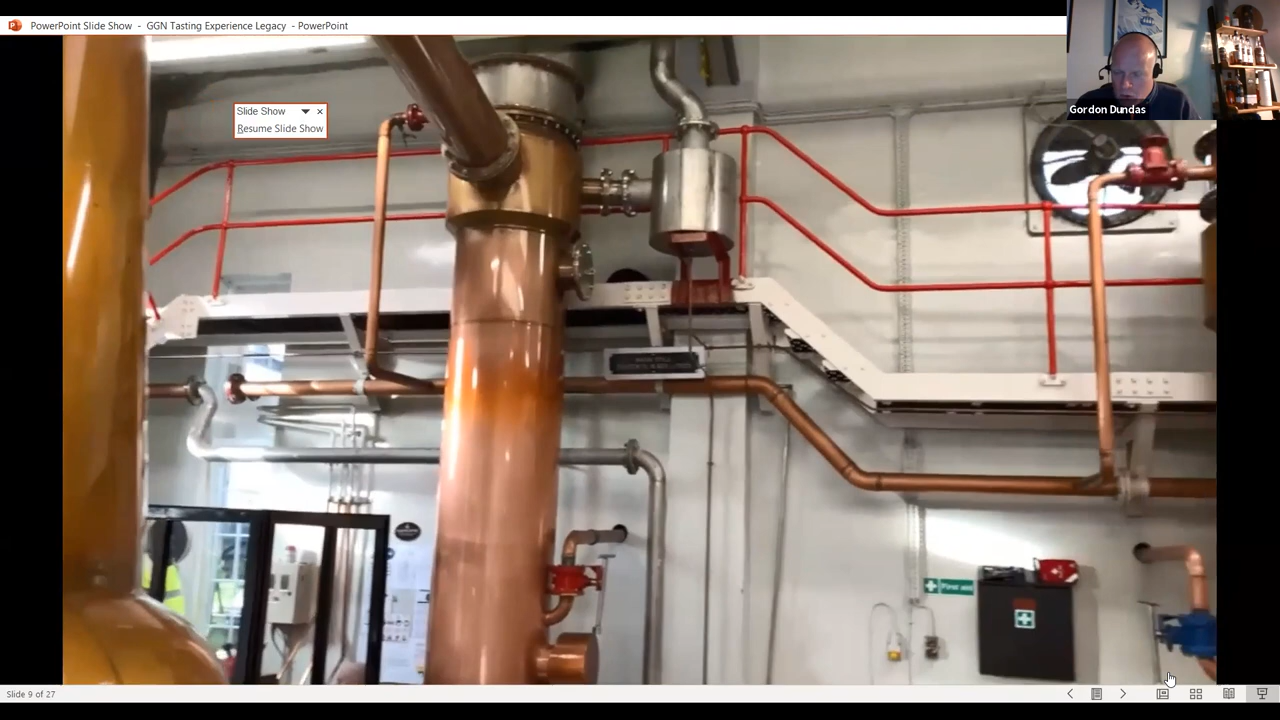 PowerPoint Slide Show - GGN Tasting Experience Legacy - PowerPoint
Gordon Dundas
Slide Show
Resume Slide Show
First aid
Slide 9 of 27